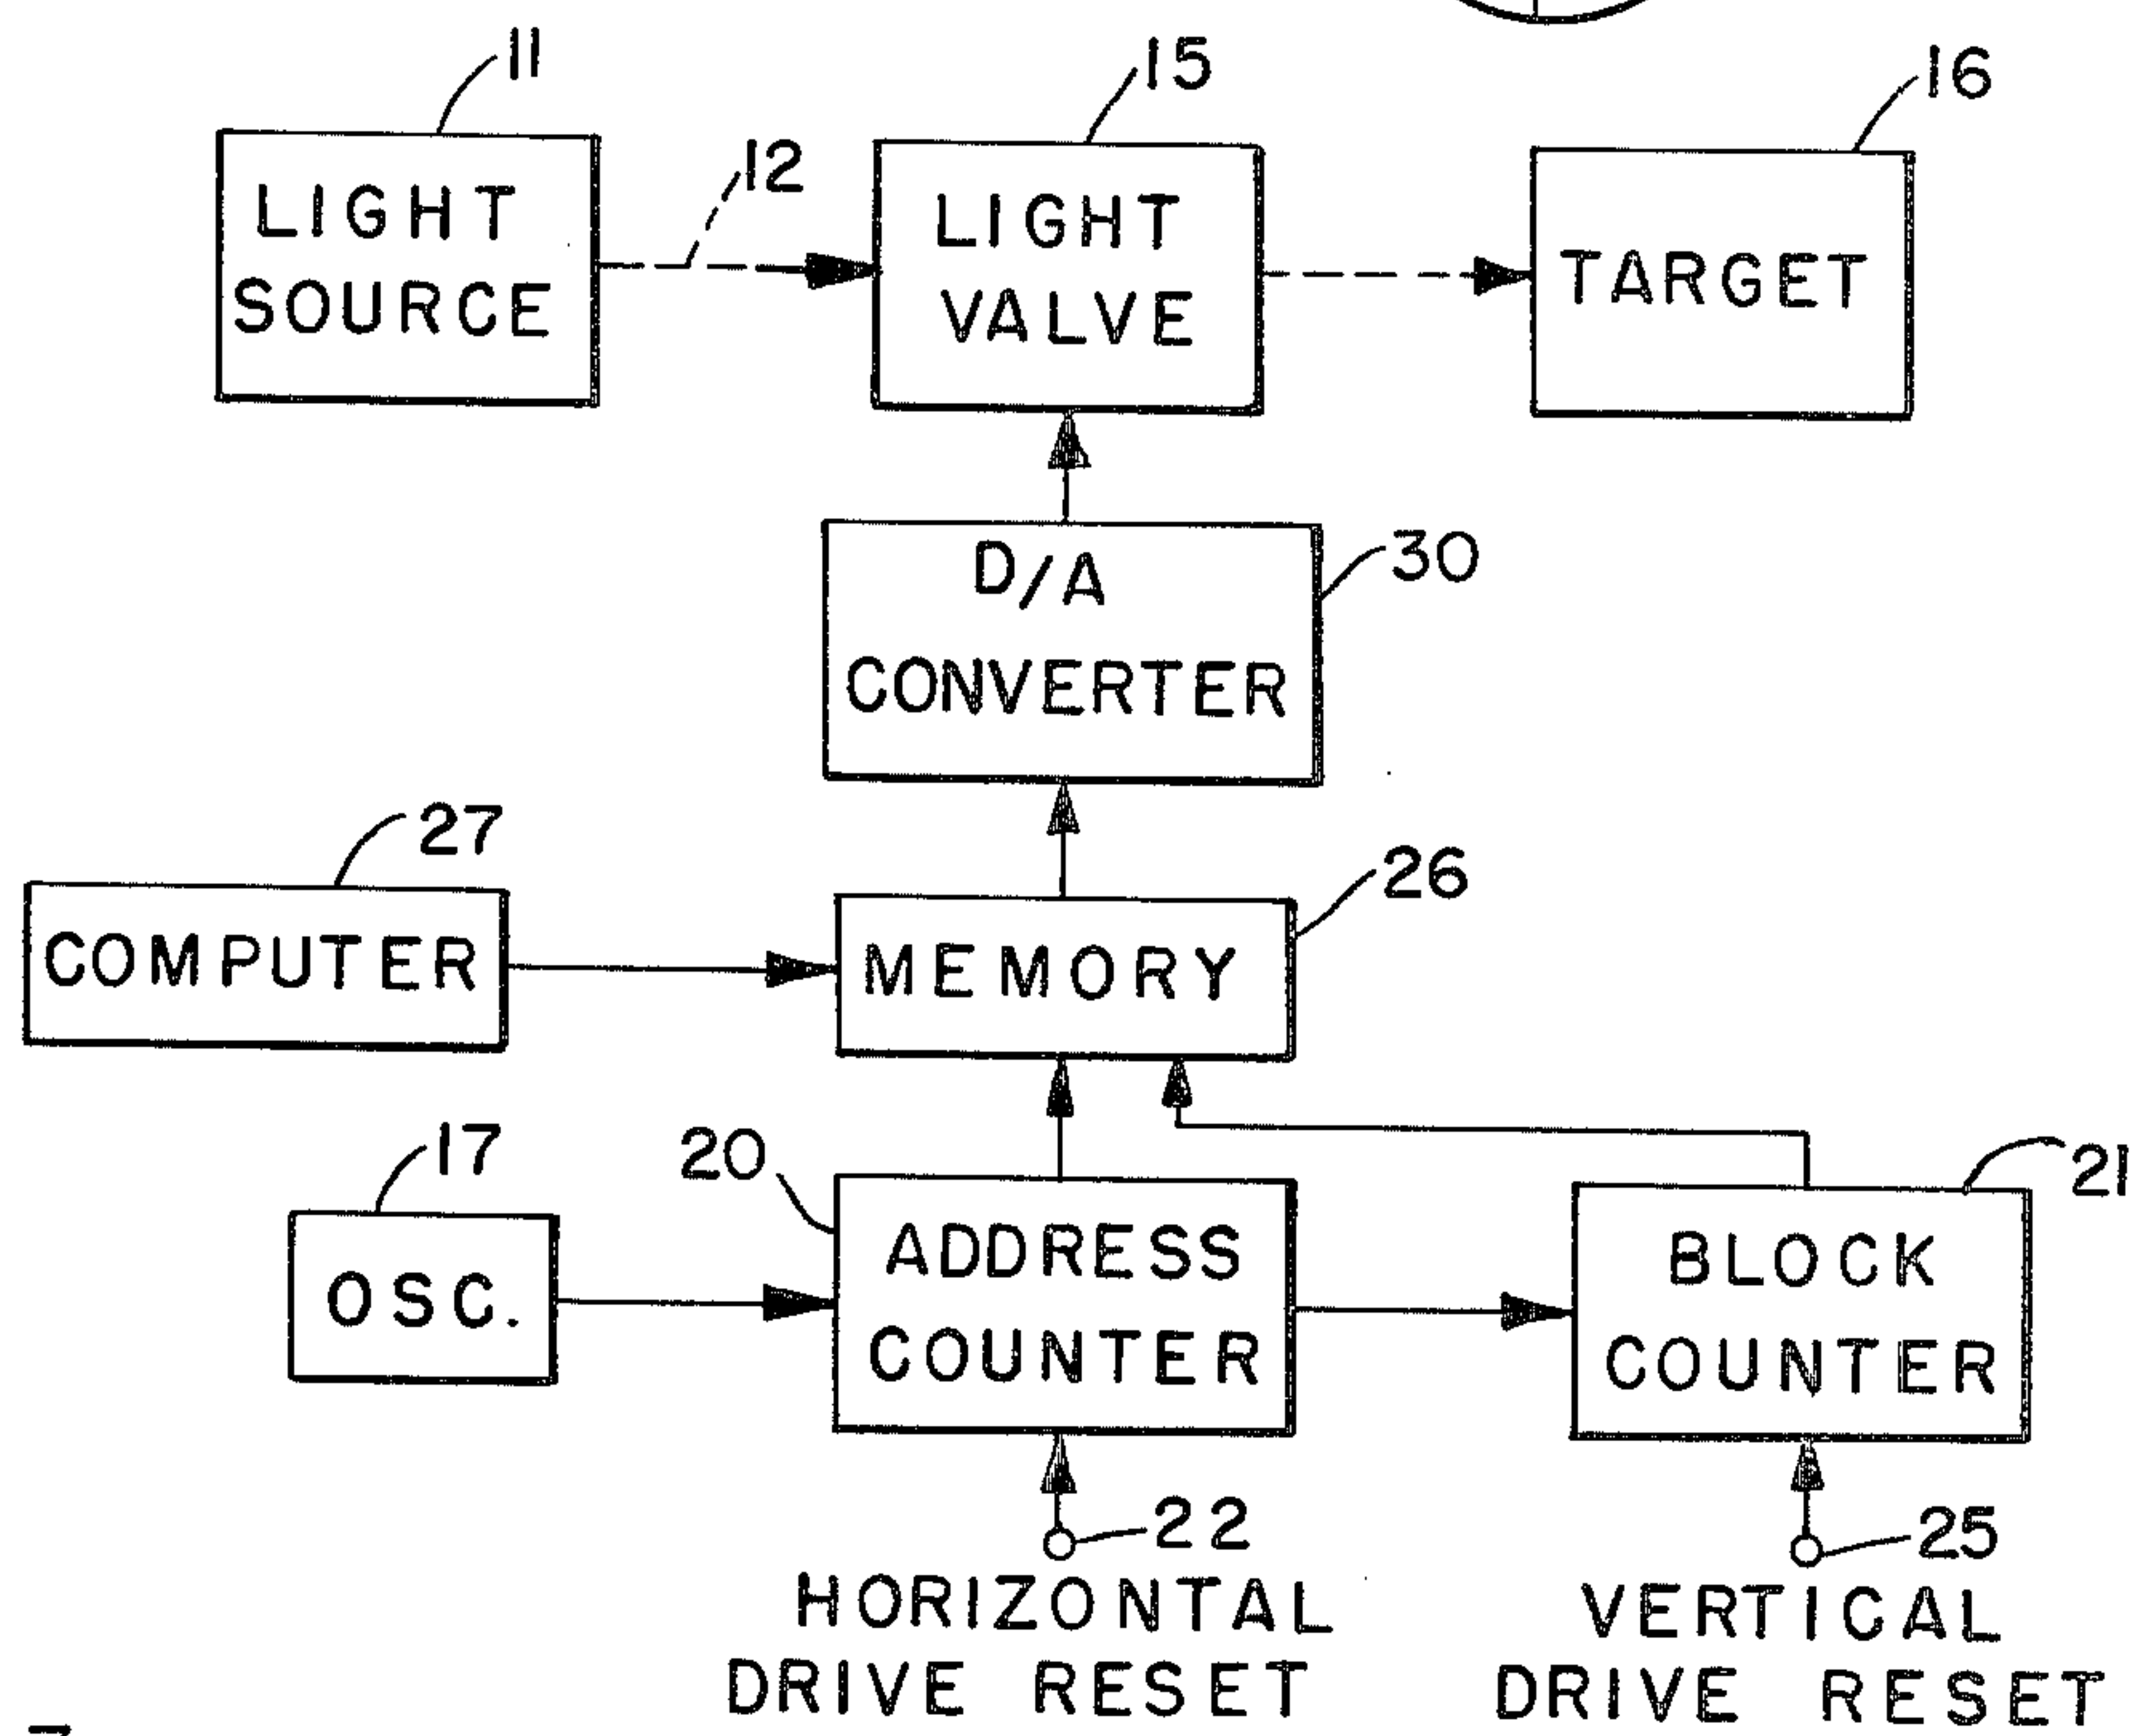 11
15
16
12
LIGHT
SOURCE
LIGHT
VALVE
TARGET
D/A
CONVERTER
30
27
26
COMPUTER
MEMORY
17
20
21
OSC.
ADDRESS
COUNTER
BLOCK
COUNTER
22
25
HORIZONTAL
DRIVE RESET
VERTICAL
DRIVE RESET